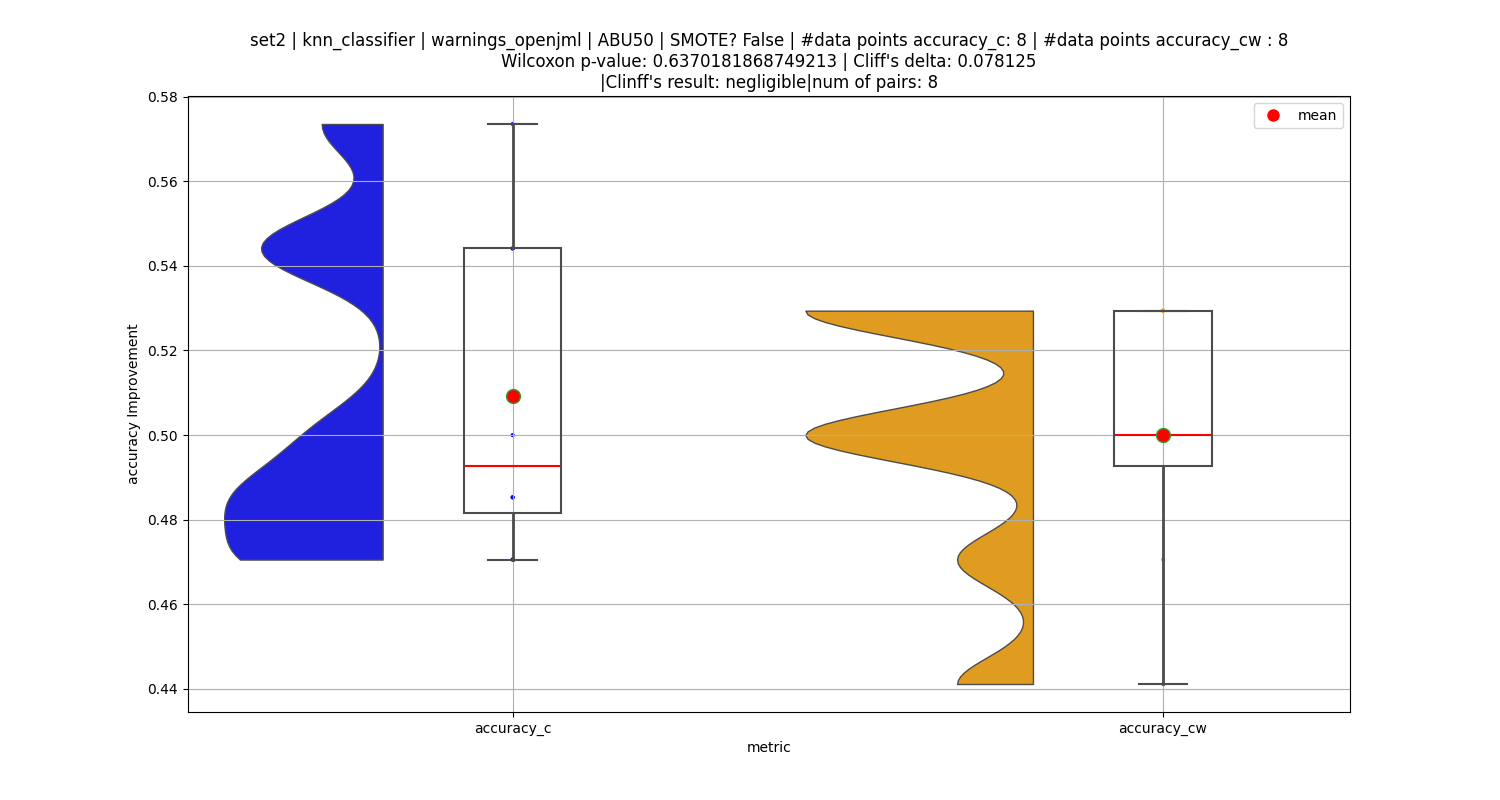 set2 | knn_classifier | warnings_openjml | ABU50 | SMOTE? False | #data points accuracy_c: 8 | #data points accuracy_cw : 8
Wilcoxon p-value: 0.6370181868749213 | Cliff's delta: 0.078125
|Clinff's result: negligible|num of pairs: 8
mean
0.58
0.56
0.54
0.52
0.50
0.48
0.46
0.44
accuracy Improvement
accuracy_c
accuracy_cw
metric